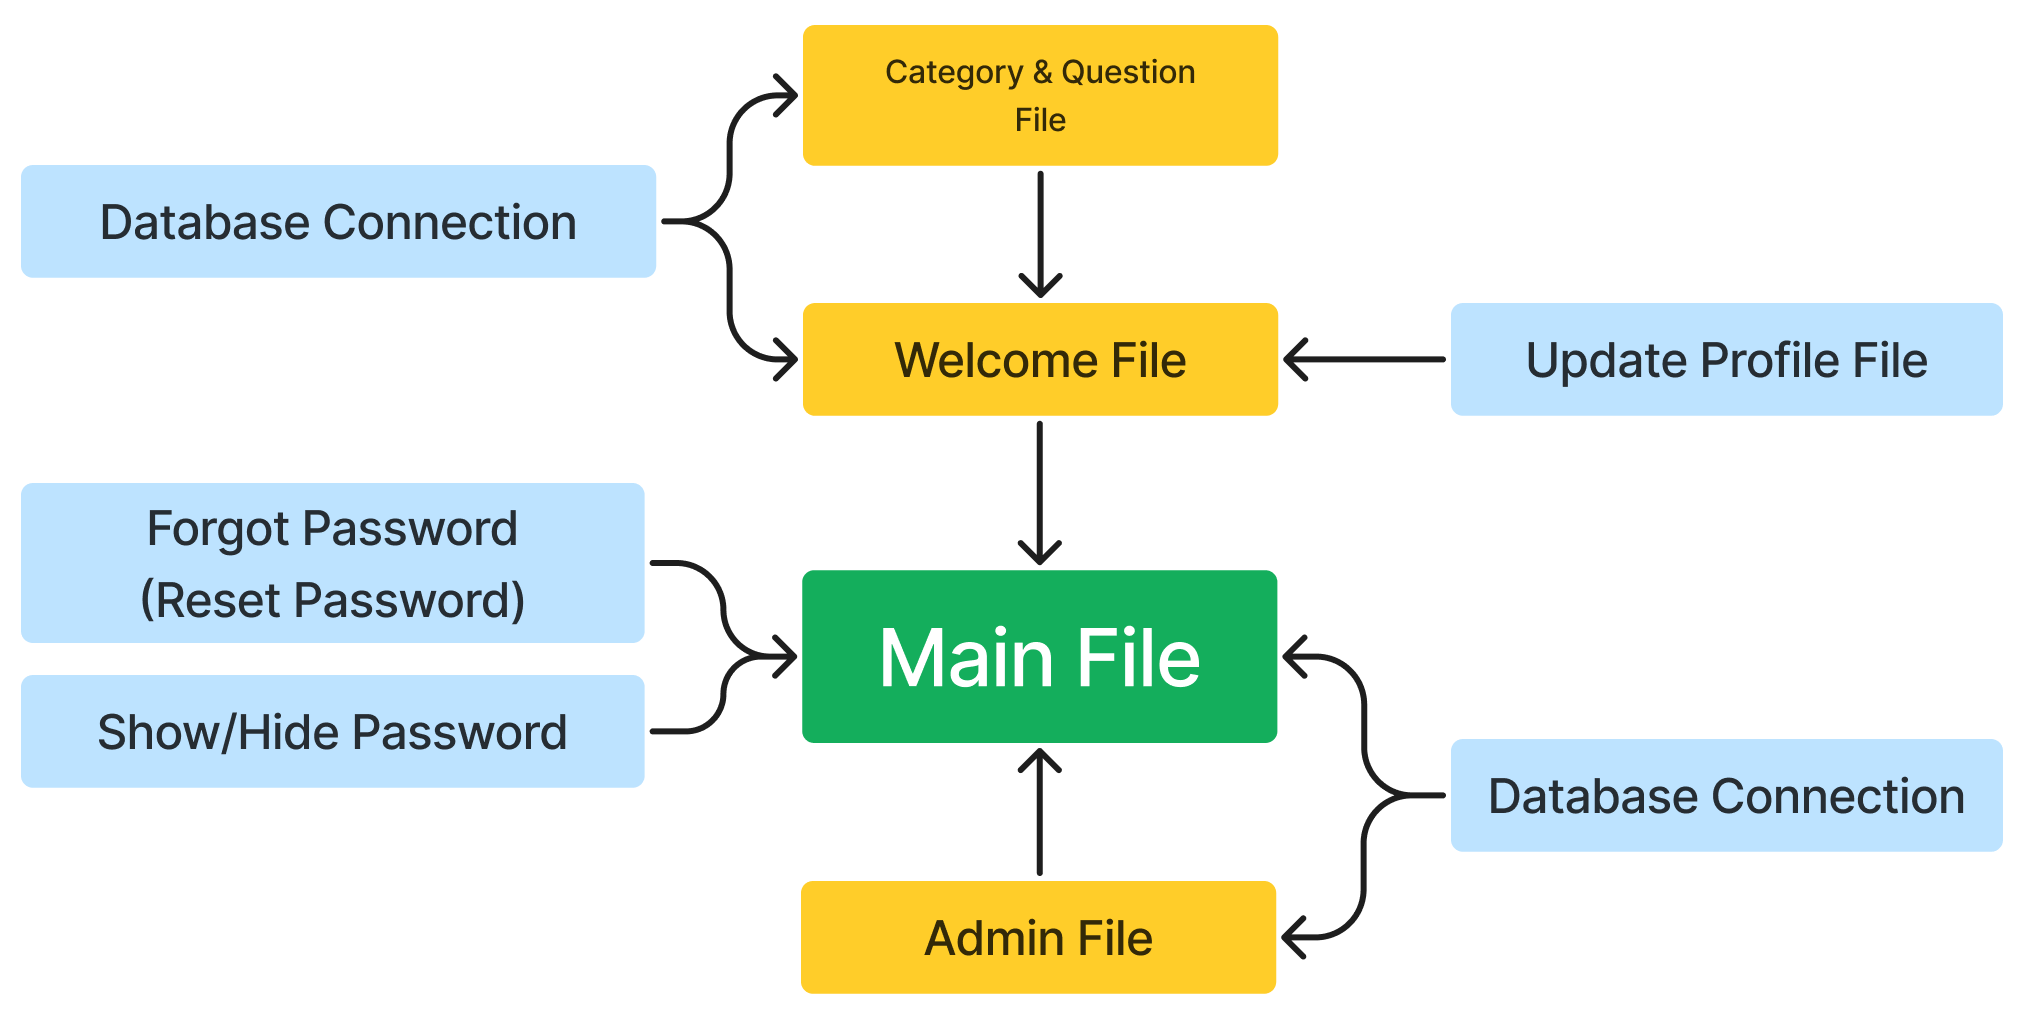 Category & Question
File
Database Connection
Welcome File
Update Profile File
Forgot Password
(Reset Password)
Main File
Show/Hide Password
Database Connection
Admin File